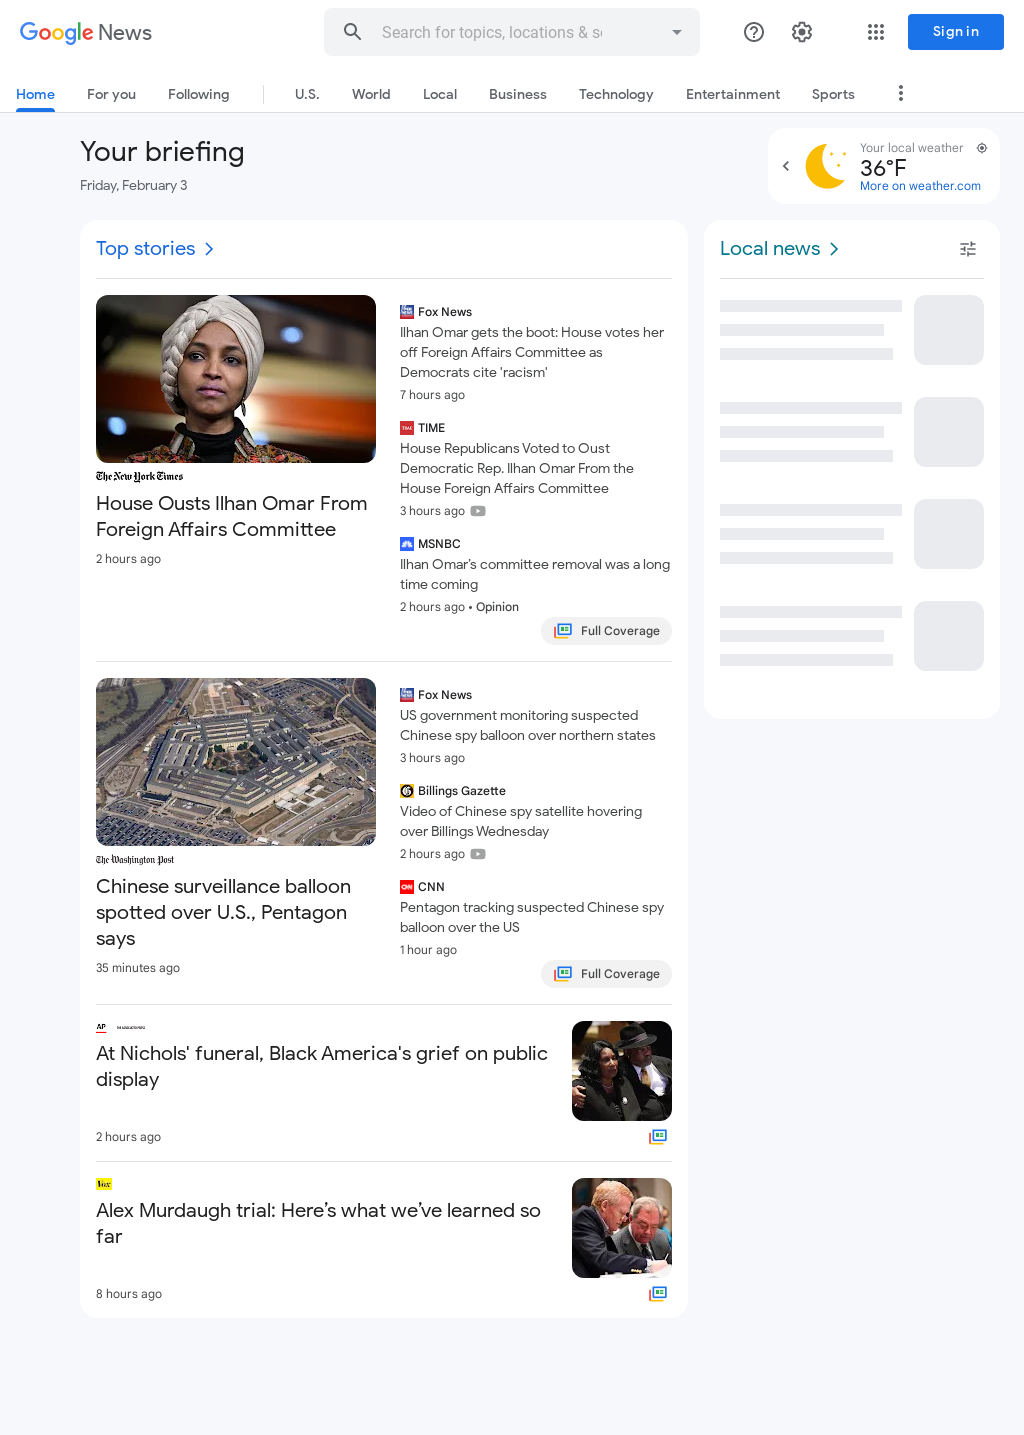 Google News
Search for topics, locations & so
Sign in
Home
For you
Following
U.S.
World
Local
Business
Technology
Entertainment
Sports
Your briefing
Friday, February 3
Your local weather
36°F
More on weather.com
Top stories
The New York Times
House Ousts Ilhan Omar From
Foreign Affairs Committee
2 hours ago
Fox News
Ilhan Omar gets the boot: House votes her
off Foreign Affairs Committee as
Democrats cite 'racism'
7 hours ago
TIME
House Republicans Voted to Oust
Democratic Rep. Ilhan Omar From the
House Foreign Affairs Committee
3 hours ago
MSNBC
Ilhan Omar’s committee removal was a long
time coming
2 hours ago • Opinion
Full Coverage
The Washington Post
Chinese surveillance balloon
spotted over U.S., Pentagon
says
35 minutes ago
Fox News
US government monitoring suspected
Chinese spy balloon over northern states
3 hours ago
Billings Gazette
Video of Chinese spy satellite hovering
over Billings Wednesday
2 hours ago
CNN
Pentagon tracking suspected Chinese spy
balloon over the US
1 hour ago
Full Coverage
AP
At Nichols' funeral, Black America's grief on public
display
2 hours ago
Vox
Alex Murdaugh trial: Here’s what we’ve learned so
far
8 hours ago
Local news